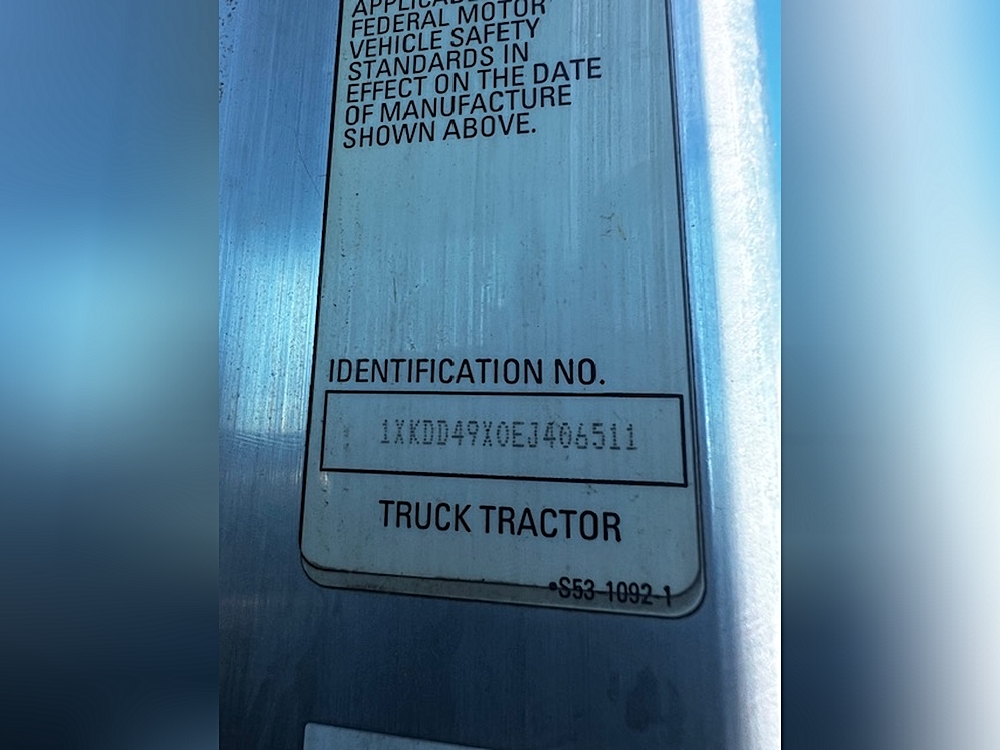 FEDERAL MOTOR
VEHICLE SAFETY
STANDARDS IN
EFFECT ON THE DATE
OF MANUFACTURE
SHOWN ABOVE.
IDENTIFICATION NO.
1XKDD49X0EJ406511
TRUCK TRACTOR
•S53-1092-1